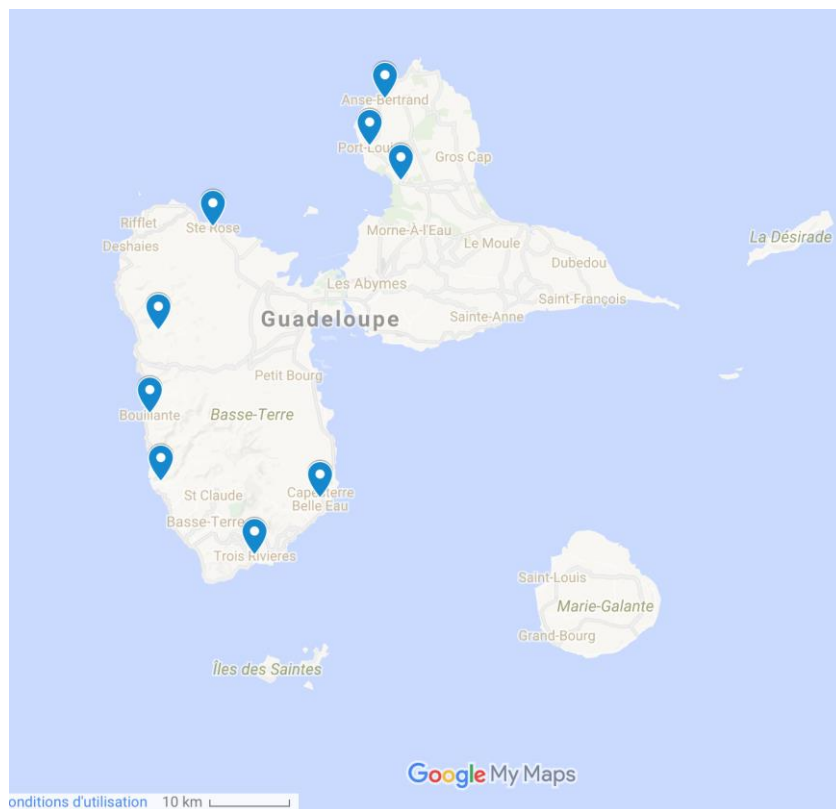 Anse-Bertrand
Port-Louis
Gros Cap
Rifflet
Ste Rose
Deshaies
Morne-À-l'Eau
Le Moule
La Désirade
Dubedou
Les Abymes
Saint-François
Guadeloupe
Sainte-Anne
Petit Bourg
Bouillante
Basse-Terre
St Claude
Capesterre
Belle Eau
Basse-Terre
Trois Rivieres
Saint-Louis
Marie-Galante
Grand-Bourg
Îles des Saintes
Google My Maps
onditions d'utilisation 10 km